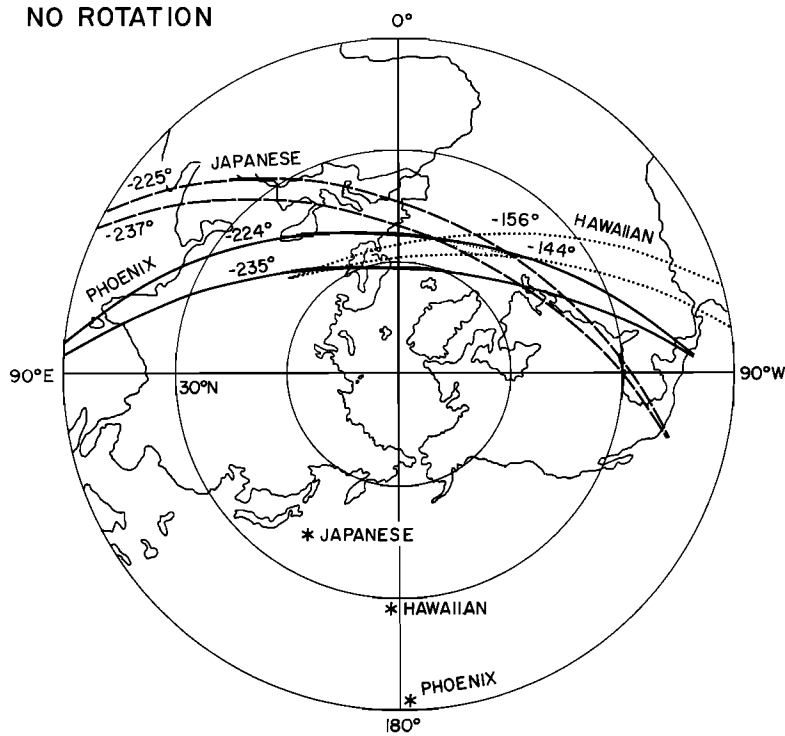 NO ROTATION
0°
JAPANESE
-225°
-156°
HAWAIIAN
-237°
-224°
-144°
PHOENIX
-235°
90°E
30°N
90°W
* JAPANESE
* HAWAIIAN
* PHOENIX
180°